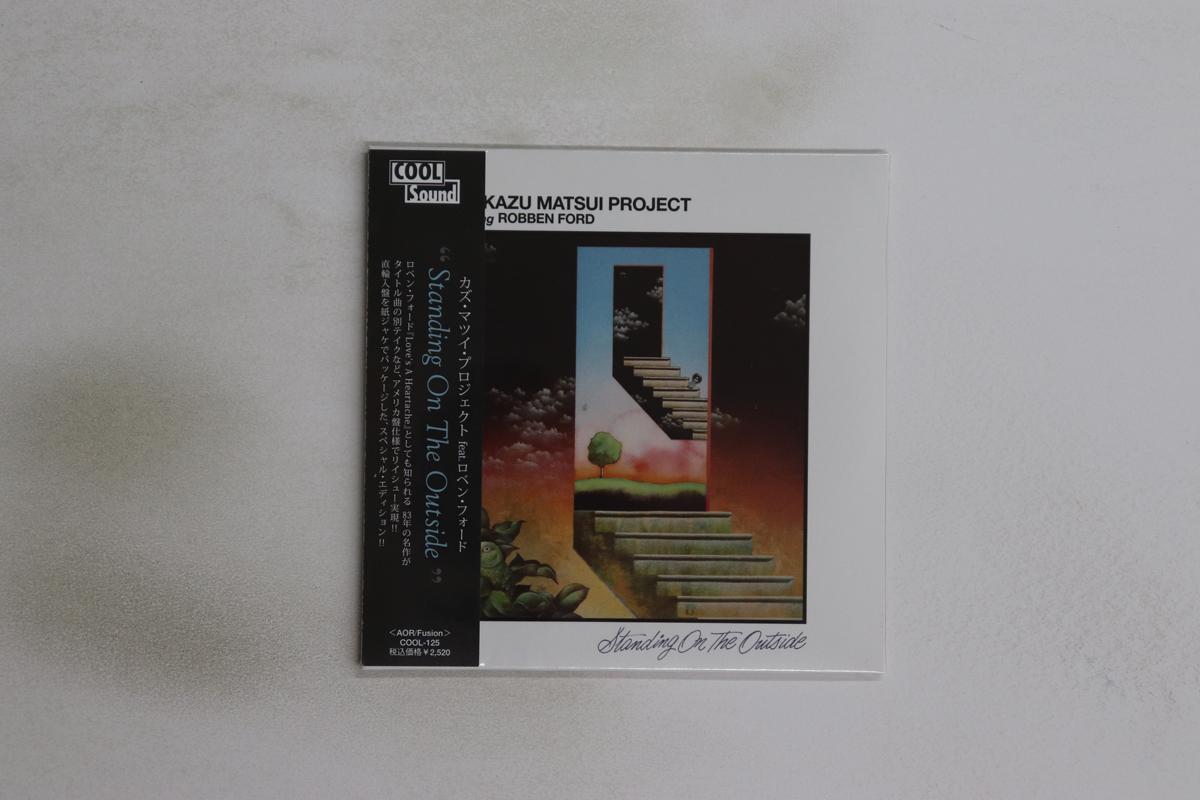 COOL
Sound
カズ・マツイ・プロジェクト feat.ロベン・フォード
“Standing On The Outside”
ロベン・フォード『Love's A Heartache』としても知られる 83年の名作が
タイトル曲の別テイクなど、アメリカ盤仕様でリイシュー実現!!
直輸入盤を紙ジャケでパッケージした、スペシャル・エディション!!
<AOR/Fusion>
COOL-125
税込価格¥2,520
KAZU MATSUI PROJECT
ROBBEN FORD
Standing On The Outside